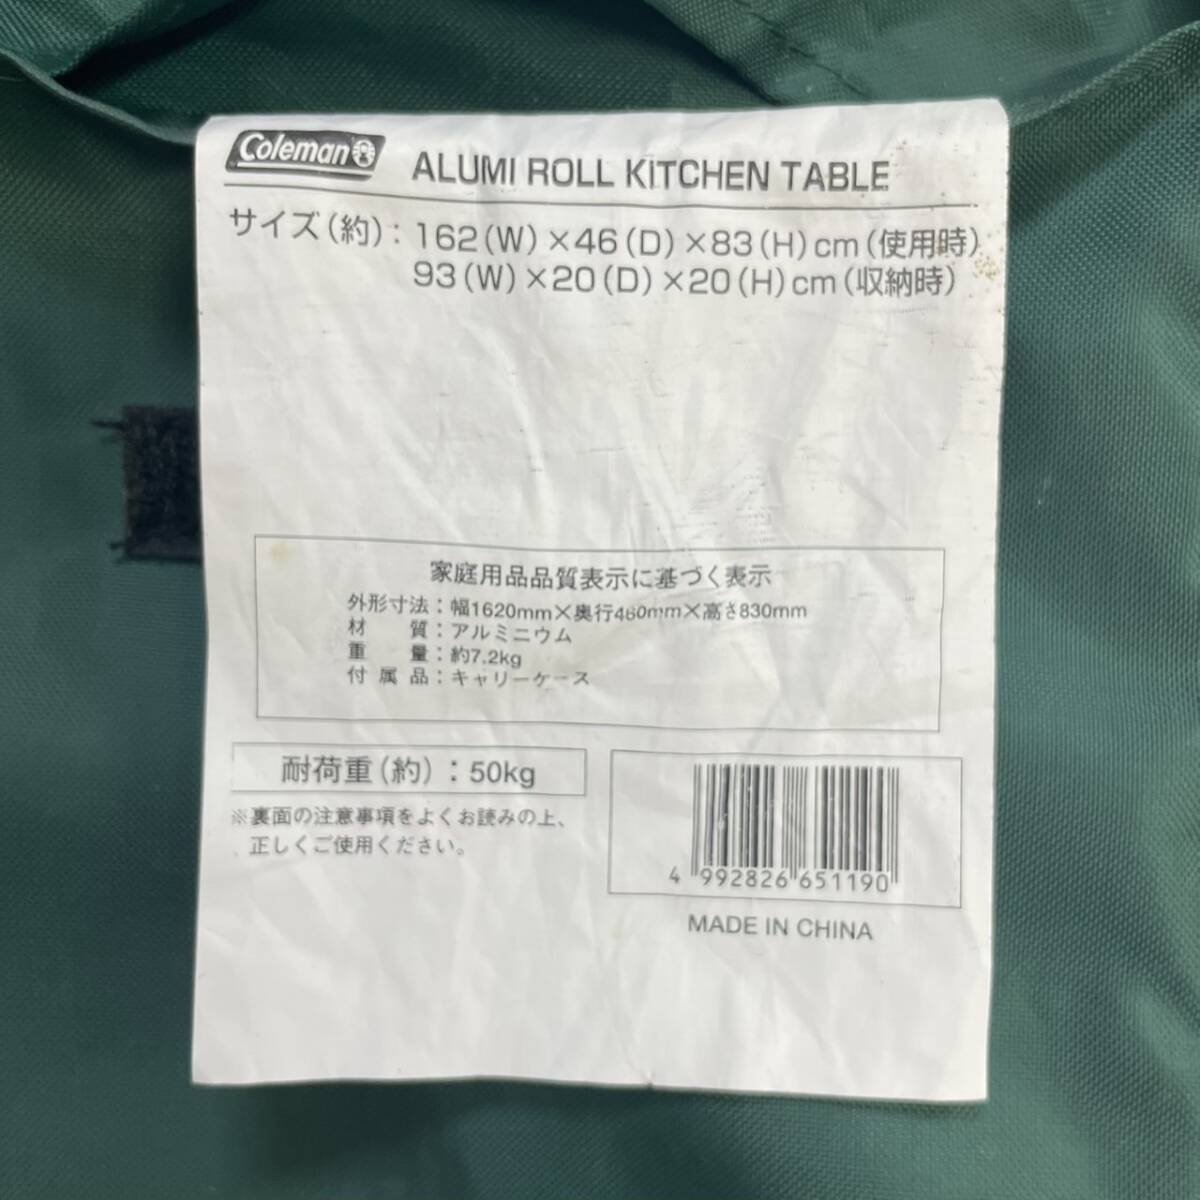 Coleman ALUMI ROLL KITCHEN TABLE
サイズ(約): 162(W)×46(D)×83(H)cm(使用時)
93(W)×20(D)×20(H)cm(収納時)
家庭用品品質表示に基づく表示
外形寸法:幅1620mm×奥行460mm×高さ830mm
材 質:アルミニウム
重 量:約7.2kg
付属品:キャリーケース
耐荷重(約):50kg
※裏面の注意事項をよくお読みの上、
正しくご使用ください。
4 992826 651190
MADE IN CHINA